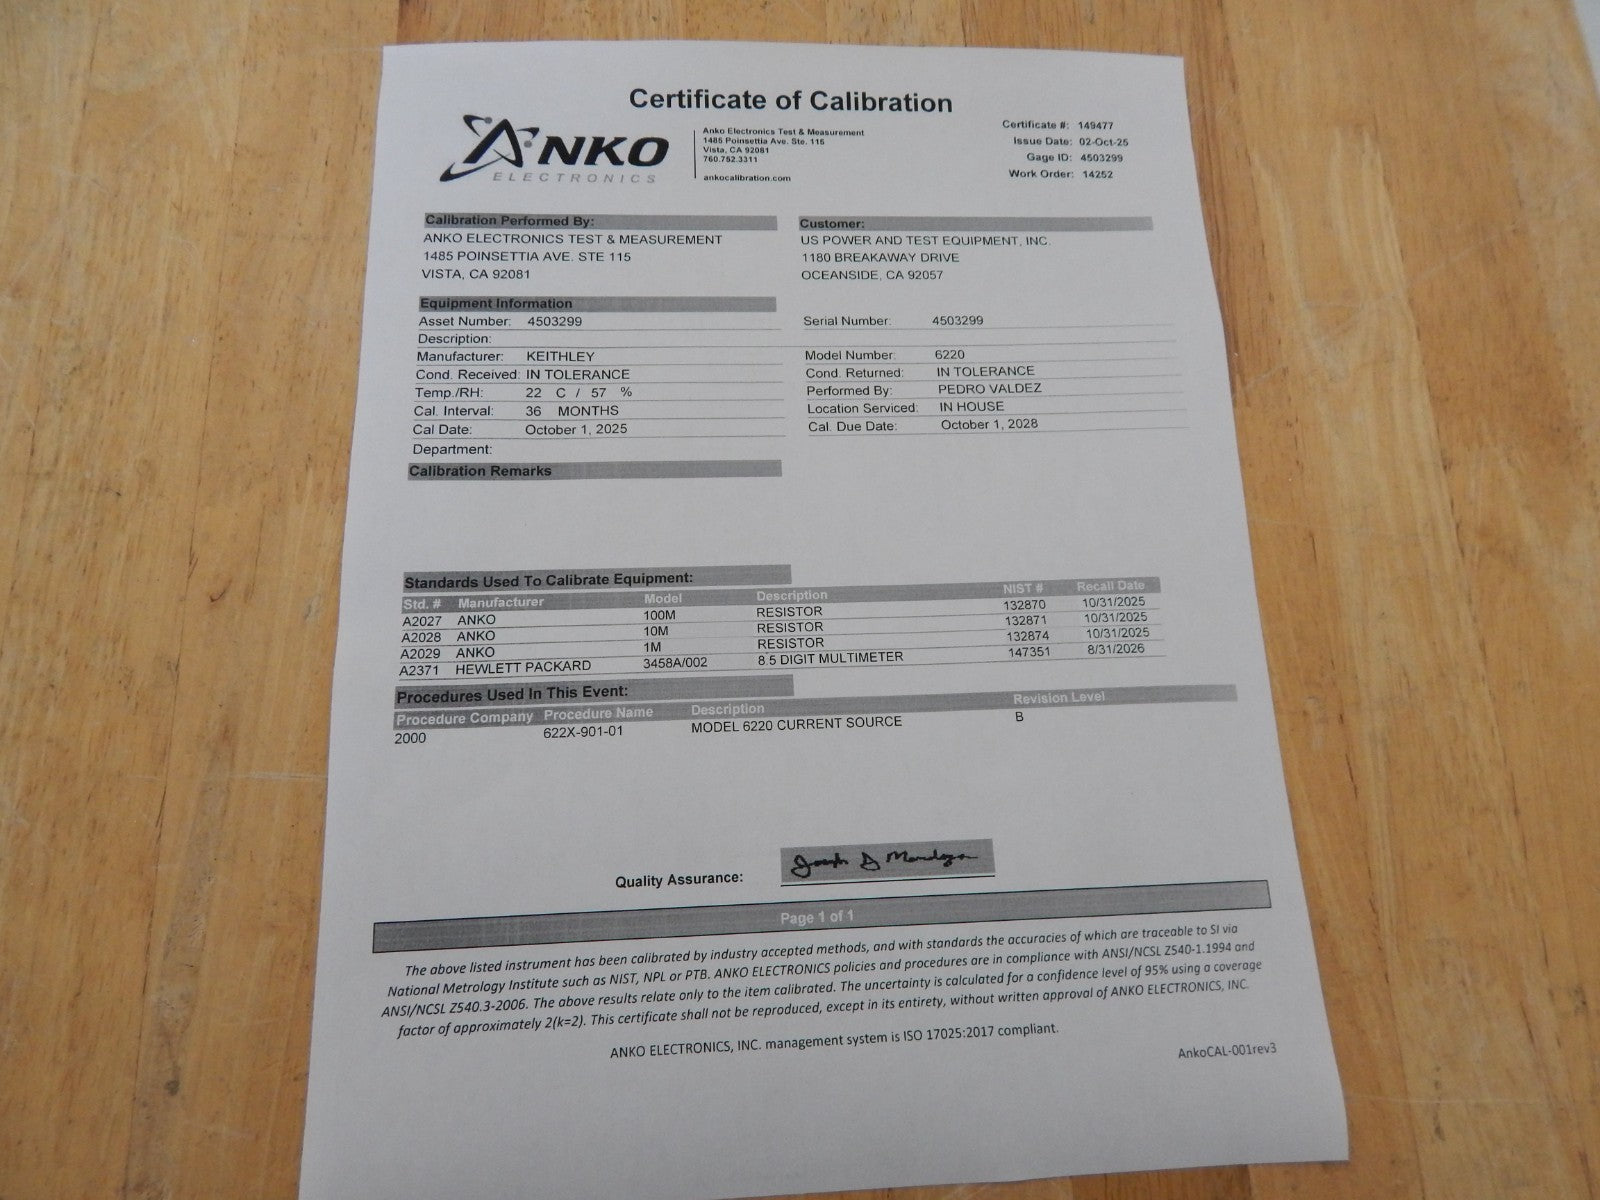 Certificate of Calibration
ANKO
ELECTRONICS
Anko Electronics Test & Measurement
1485 Poinsettia Ave. Ste. 115
Vista, CA 92081
760.752.3311
ankocalibration.com
Certificate #: 149477
Issue Date: 02-Oct-25
Gage ID: 4503299
Work Order: 14252
Calibration Performed By:
ANKO ELECTRONICS TEST & MEASUREMENT
1485 POINSETTIA AVE. STE 115
VISTA, CA 92081
Customer:
US POWER AND TEST EQUIPMENT, INC.
1180 BREAKAWAY DRIVE
OCEANSIDE, CA 92057
Equipment Information
Asset Number: 4503299 Serial Number: 4503299
Description:
Manufacturer: KEITHLEY Model Number: 6220
Cond. Received: IN TOLERANCE Cond. Returned: IN TOLERANCE
Temp./RH: 22 C / 57 % Performed By: PEDRO VALDEZ
Cal. Interval: 36 MONTHS Location Serviced: IN HOUSE
Cal Date: October 1, 2025 Cal. Due Date: October 1, 2028
Department:
Calibration Remarks
Standards Used To Calibrate Equipment:
Std. # Manufacturer Model Description NIST # Recall Date
A2027 ANKO 100M RESISTOR 132870 10/31/2025
A2028 ANKO 10M RESISTOR 132871 10/31/2025
A2029 ANKO 1M RESISTOR 132874 10/31/2025
A2371 HEWLETT PACKARD 3458A/002 8.5 DIGIT MULTIMETER 147351 8/31/2026
Procedures Used In This Event:
Procedure Company Procedure Name Description Revision Level
2000 622X-901-01 MODEL 6220 CURRENT SOURCE B
Quality Assurance: Joseph D Mendoza
Page 1 of 1
The above listed instrument has been calibrated by industry accepted methods, and with standards the accuracies of which are traceable to SI via
National Metrology Institute such as NIST, NPL or PTB. ANKO ELECTRONICS policies and procedures are in compliance with ANSI/NCSL Z540-1.1994 and
ANSI/NCSL Z540.3-2006. The above results relate only to the item calibrated. The uncertainty is calculated for a confidence level of 95% using a coverage
factor of approximately 2(k=2). This certificate shall not be reproduced, except in its entirety, without written approval of ANKO ELECTRONICS, INC.
ANKO ELECTRONICS, INC. management system is ISO 17025:2017 compliant.
AnkoCAL-001rev3